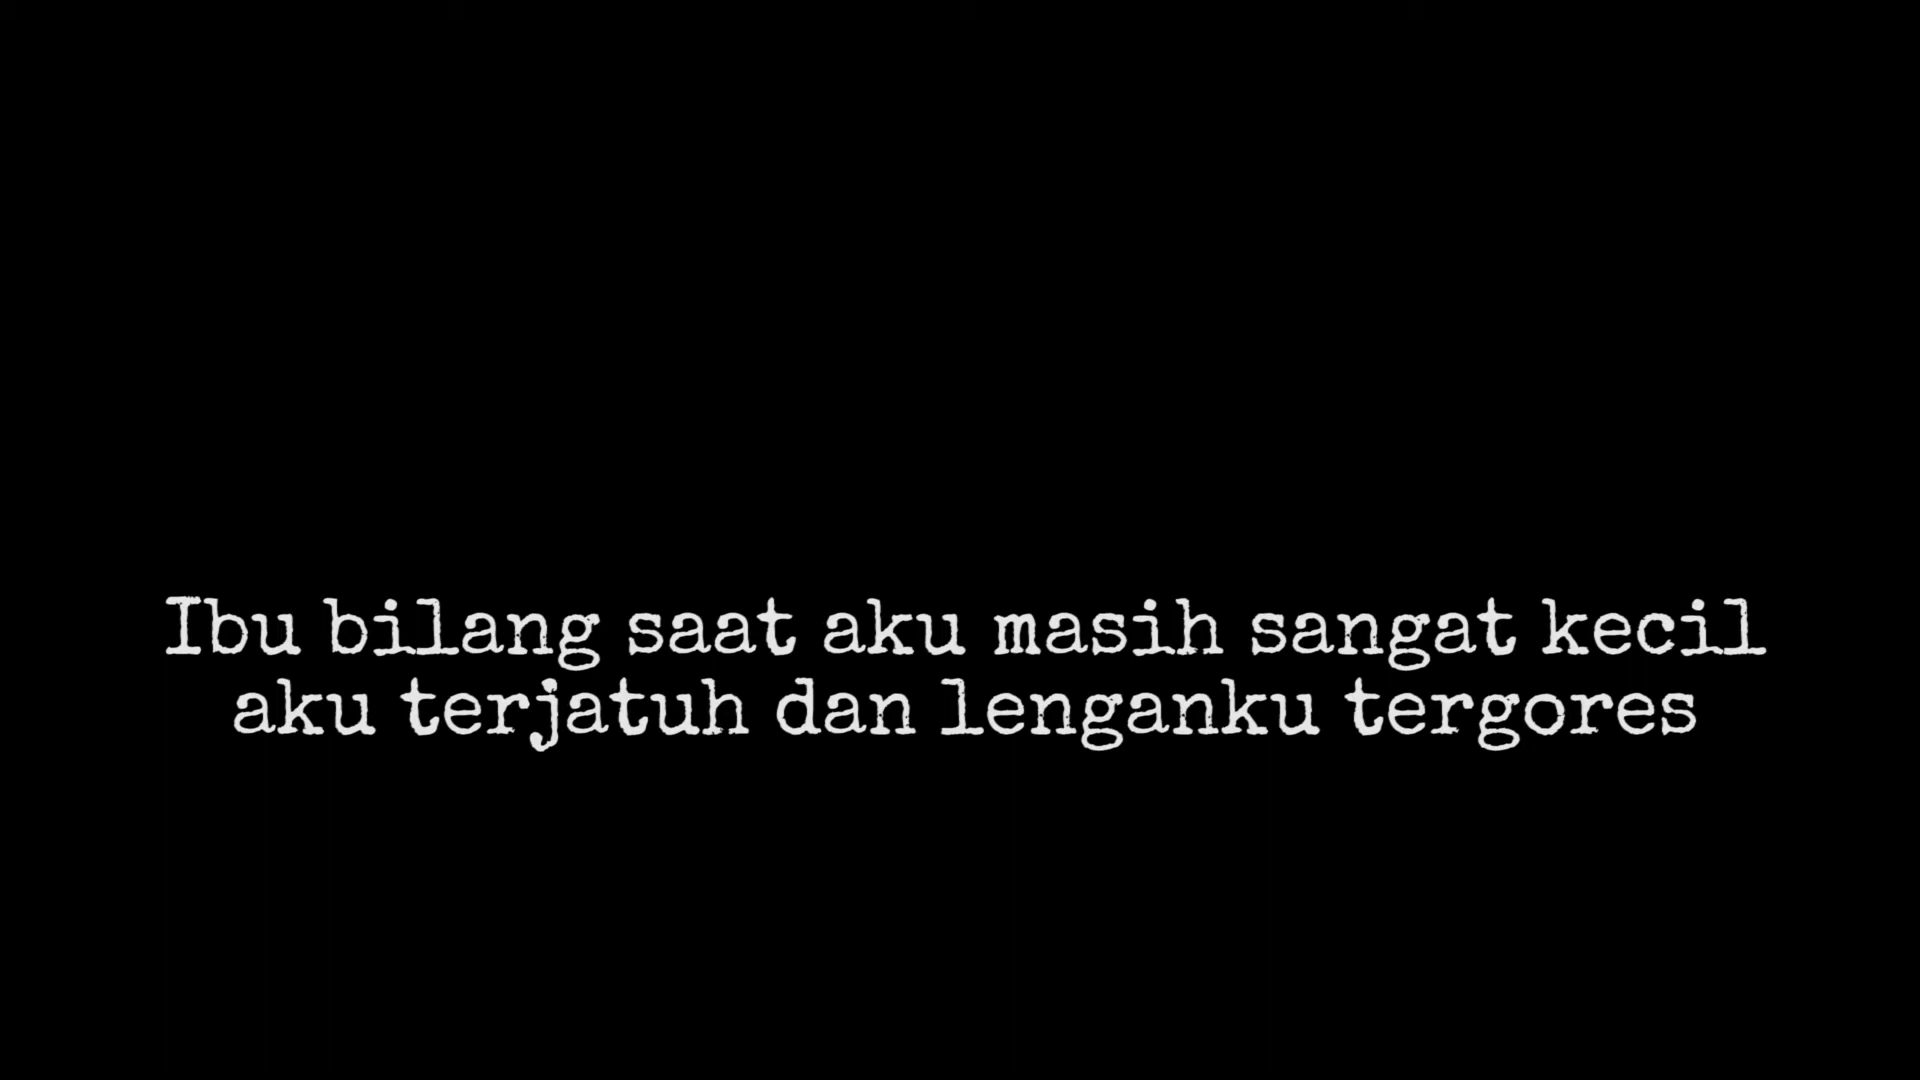 Ibu bilang saat aku masih sangat kecil
aku terjatuh dan lenganku tergores